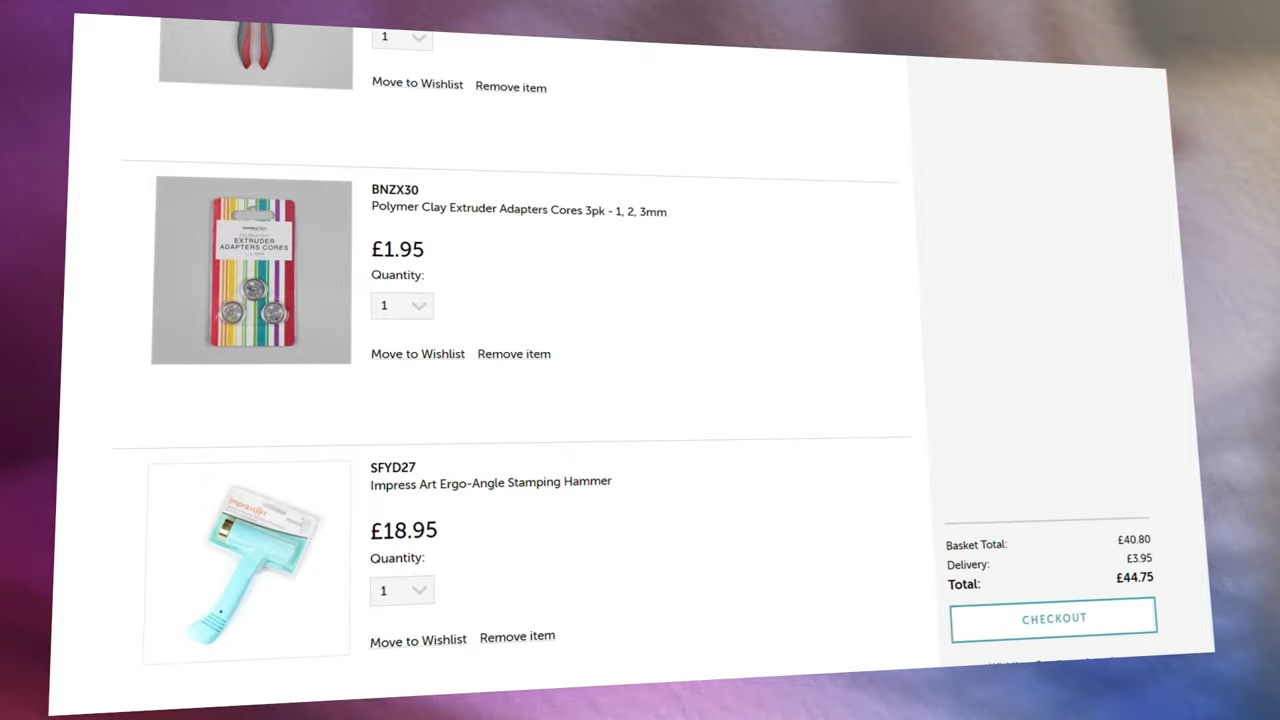 1
Move to Wishlist Remove item
BNZX30
Polymer Clay Extruder Adapters Cores 3pk - 1, 2, 3mm
EXTRUDER
ADAPTERS CORES
£1.95
Quantity:
1
Move to Wishlist Remove item
SFYD27
Impress Art Ergo-Angle Stamping Hammer
ImpressArt
£18.95
Quantity:
1
Move to Wishlist Remove item
Basket Total: £40.80
Delivery: £3.95
Total: £44.75
CHECKOUT